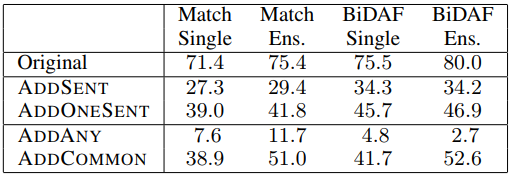 Match Match BiDAF BiDAF
Single Ens. Single Ens.
Original 71.4 75.4 75.5 80.0
ADDSENT 27.3 29.4 34.3 34.2
ADDONESENT 39.0 41.8 45.7 46.9
ADDANY 7.6 11.7 4.8 2.7
ADDCOMMON 38.9 51.0 41.7 52.6